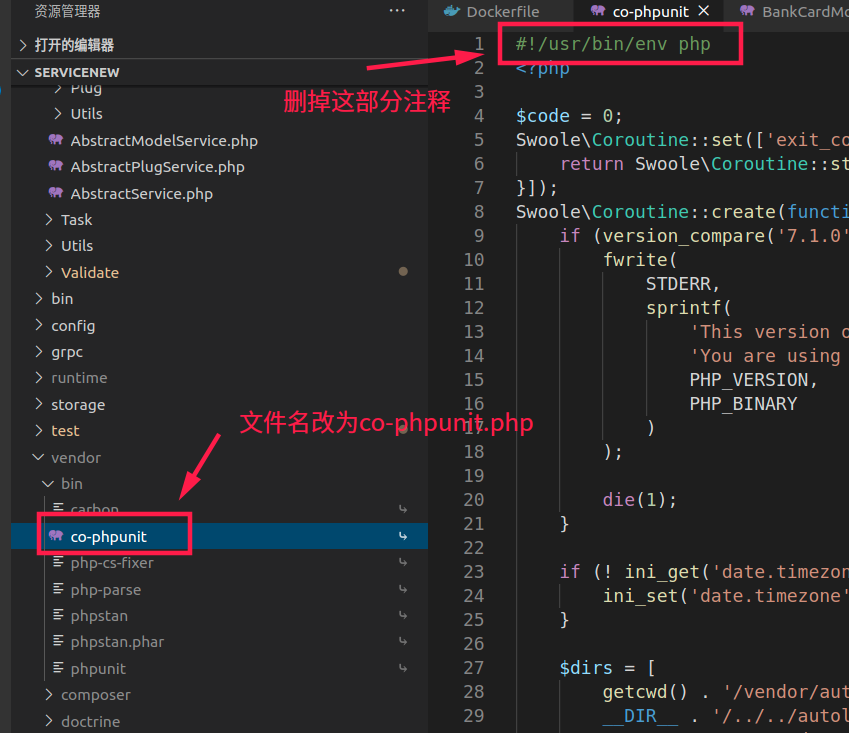 资源管理器
···
打开的编辑器
SERVICENEW
Plug
Utils
AbstractModelService.php
AbstractPlugService.php
AbstractService.php
Task
Utils
Validate
bin
config
grpc
runtime
storage
test
vendor
bin
carbon
co-phpunit
php-cs-fixer
php-parse
phpstan
phpstan.phar
phpunit
composer
doctrine
文件名改为co-phpunit.php
删掉这部分注释
Dockerfile
co-phpunit
BankCardMo
1 #!/usr/bin/env php
2 <?php
3
4 $code = 0;
5 Swoole\Coroutine::set(['exit_co
6 return Swoole\Coroutine::st
7 }]);
8 Swoole\Coroutine::create(functi
9 if (version_compare('7.1.0'
10 fwrite(
11 STDERR,
12 sprintf(
13 'This version o
14 'You are using
15 PHP_VERSION,
16 PHP_BINARY
17 )
18 );
19
20 die(1);
21 }
22
23 if (! ini_get('date.timezon
24 ini_set('date.timezone'
25 }
26
27 $dirs = [
28 getcwd() . '/vendor/aut
29 __DIR__ . '/../../autol